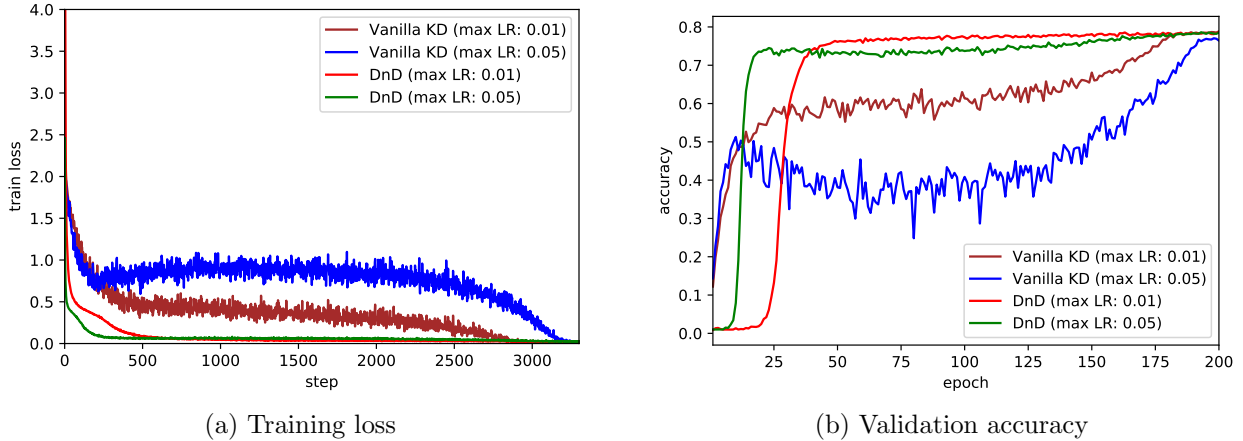 4.0
3.5
3.0
2.5
2.0
1.5
1.0
0.5
0.0
train loss
0 500 1000 1500 2000 2500 3000
step
Vanilla KD (max LR: 0.01)
Vanilla KD (max LR: 0.05)
DnD (max LR: 0.01)
DnD (max LR: 0.05)
(a) Training loss
0.8
0.7
0.6
0.5
0.4
0.3
0.2
0.1
0.0
accuracy
25 50 75 100 125 150 175 200
epoch
Vanilla KD (max LR: 0.01)
Vanilla KD (max LR: 0.05)
DnD (max LR: 0.01)
DnD (max LR: 0.05)
(b) Validation accuracy